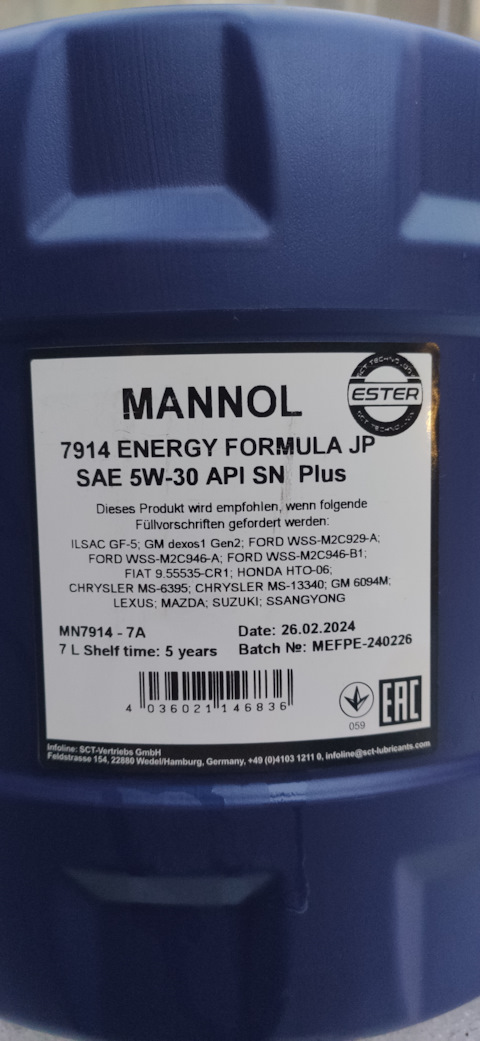 SCT-TECHNOLOGY
ESTER
SCT-TECHNOLOGY
MANNOL
7914 ENERGY FORMULA JP
SAE 5W-30 API SN Plus
Dieses Produkt wird empfohlen, wenn folgende
Füllvorschriften gefordert werden:
ILSAC GF-5; GM dexos1 Gen2; FORD WSS-M2C929-A;
FORD WSS-M2C946-A; FORD WSS-M2C946-B1;
FIAT 9.55535-CR1; HONDA HTO-06;
CHRYSLER MS-6395; CHRYSLER MS-13340; GM 6094M;
LEXUS; MAZDA; SUZUKI; SSANGYONG
MN7914 - 7A
Date: 26.02.2024
7 L Shelf time: 5 years
Batch №: MEFPE-240226
4 036021 146836
059
EAC
Infoline: SCT-Vertriebs GmbH
Feldstrasse 154, 22880 Wedel/Hamburg, Germany, +49 (0)4103 1211 0, infoline@sct-lubricants.com